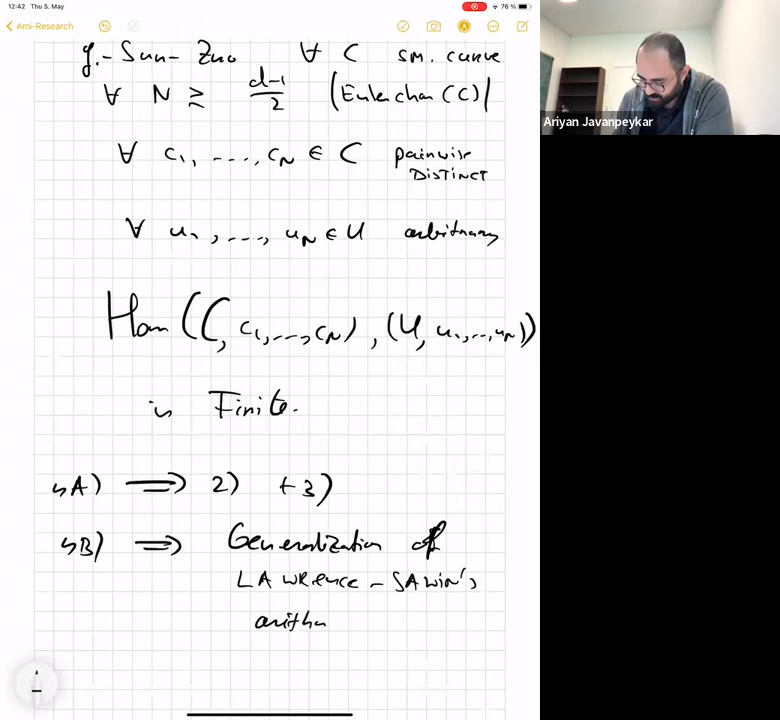 12:42 Thu 5. May
76 %
Ami-Research
Ariyan Javanpeykar
J.-Sun-Zuo ∀ C sm. curve
∀ N ≥ d-1/2 |Euler char (C)|
∀ c1, ..., cN ∈ C pairwise
DISTINCT
∀ u1, ..., uN ∈ U arbitrary
Hom((C, c1, ..., cN), (U, u1, ..., uN))
is Finite.
↳A) ⟹ 2) + 3)
↳B) ⟹ Generalization of
LAWRENCE - SAWIN's
arithm